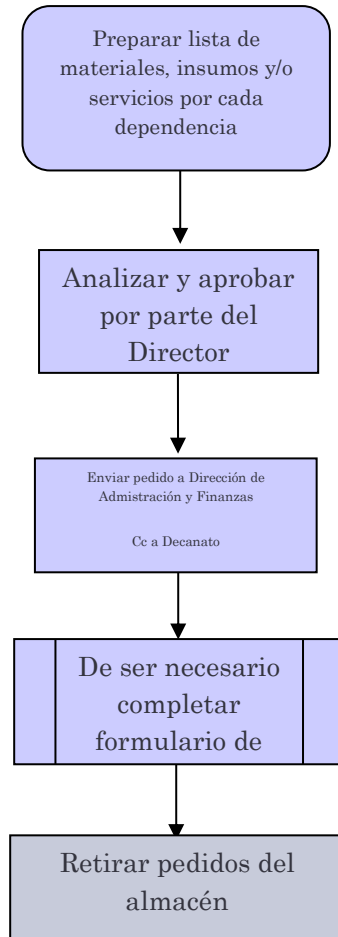 Preparar lista de
materiales, insumos y/o
servicios por cada
dependencia
Analizar y aprobar
por parte del
Director
Enviar pedido a Dirección de
Admistración y Finanzas
Cc a Decanato
De ser necesario
completar
formulario de
Retirar pedidos del
almacén